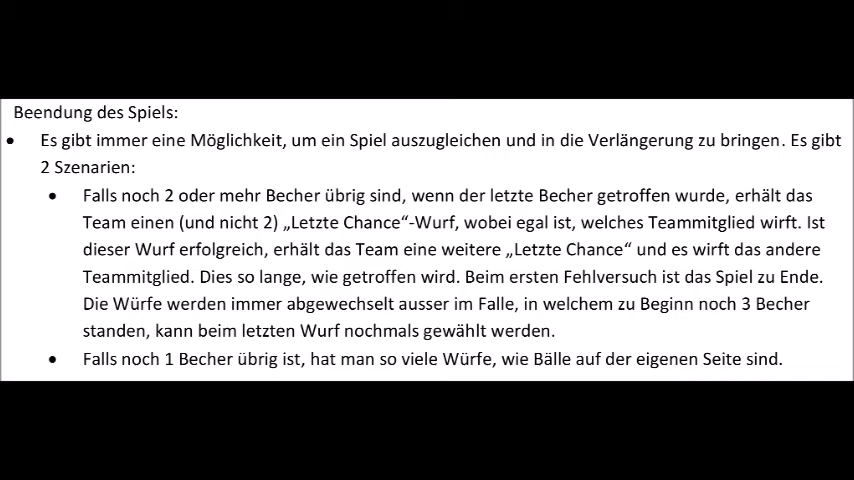 Beendung des Spiels:
• Es gibt immer eine Möglichkeit, um ein Spiel auszugleichen und in die Verlängerung zu bringen. Es gibt
2 Szenarien:
• Falls noch 2 oder mehr Becher übrig sind, wenn der letzte Becher getroffen wurde, erhält das
Team einen (und nicht 2) „Letzte Chance“-Wurf, wobei egal ist, welches Teammitglied wirft. Ist
dieser Wurf erfolgreich, erhält das Team eine weitere „Letzte Chance“ und es wirft das andere
Teammitglied. Dies so lange, wie getroffen wird. Beim ersten Fehlversuch ist das Spiel zu Ende.
Die Würfe werden immer abgewechselt ausser im Falle, in welchem zu Beginn noch 3 Becher
standen, kann beim letzten Wurf nochmals gewählt werden.
• Falls noch 1 Becher übrig ist, hat man so viele Würfe, wie Bälle auf der eigenen Seite sind.